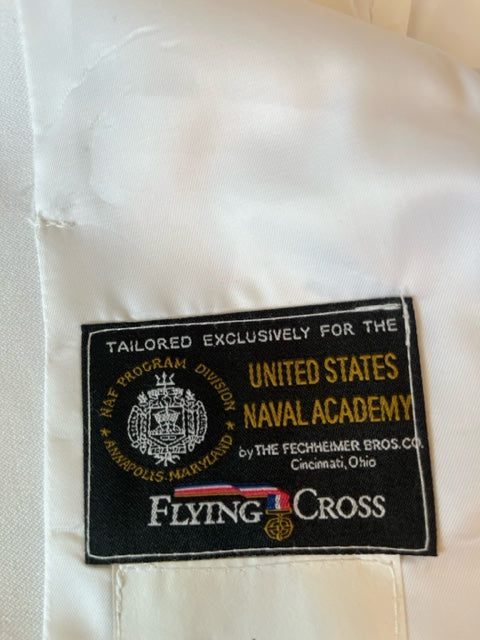 TAILORED EXCLUSIVELY FOR THE
NAF PROGRAM DIVISION
ANNAPOLIS, MARYLAND
UNITED STATES
NAVAL ACADEMY
by THE FECHHEIMER BROS. CO.
Cincinnati, Ohio
FLYING CROSS